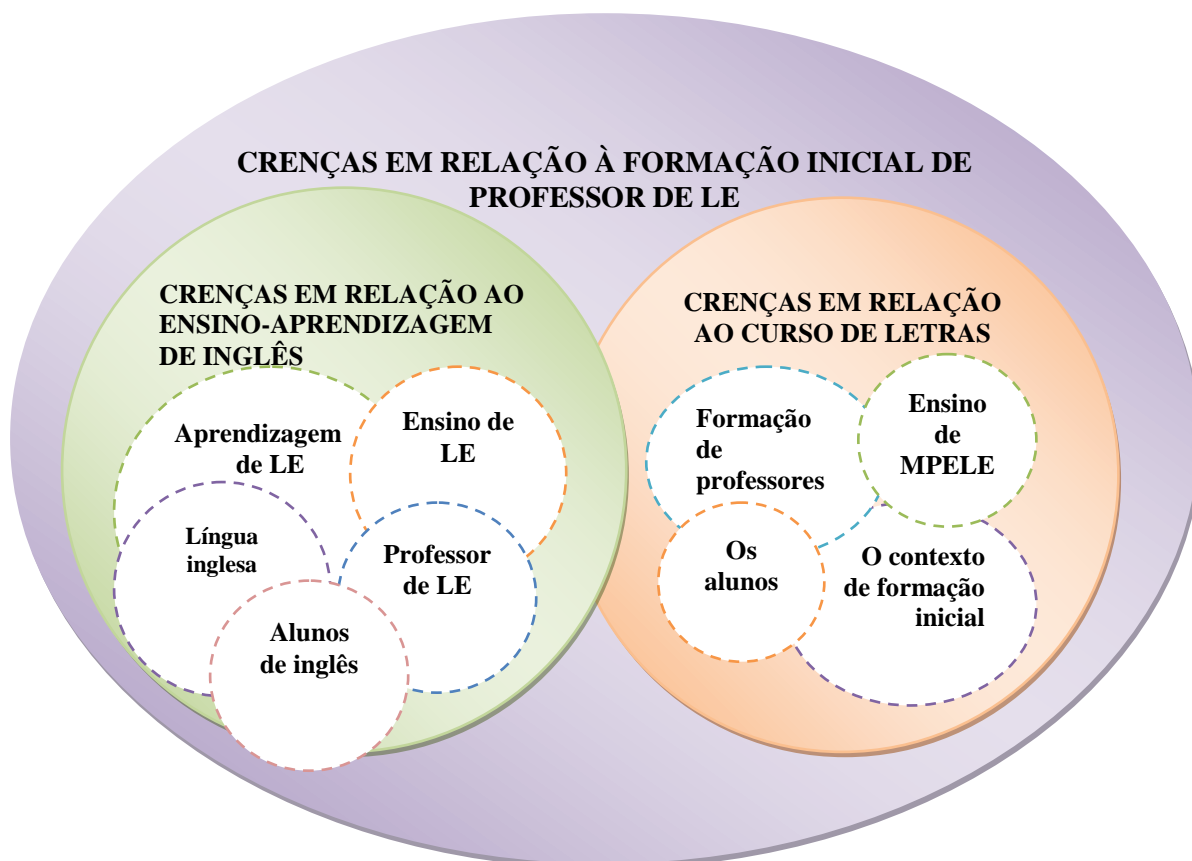 CRENÇAS EM RELAÇÃO À FORMAÇÃO INICIAL DE
PROFESSOR DE LE
CRENÇAS EM RELAÇÃO AO
ENSINO-APRENDIZAGEM
DE INGLÊS
Aprendizagem
de LE
Ensino de
LE
Língua
inglesa
Professor
de LE
Alunos
de inglês
CRENÇAS EM RELAÇÃO
AO CURSO DE LETRAS
Formação
de
professores
Ensino
de
MPELE
Os
alunos
O contexto
de formação
inicial